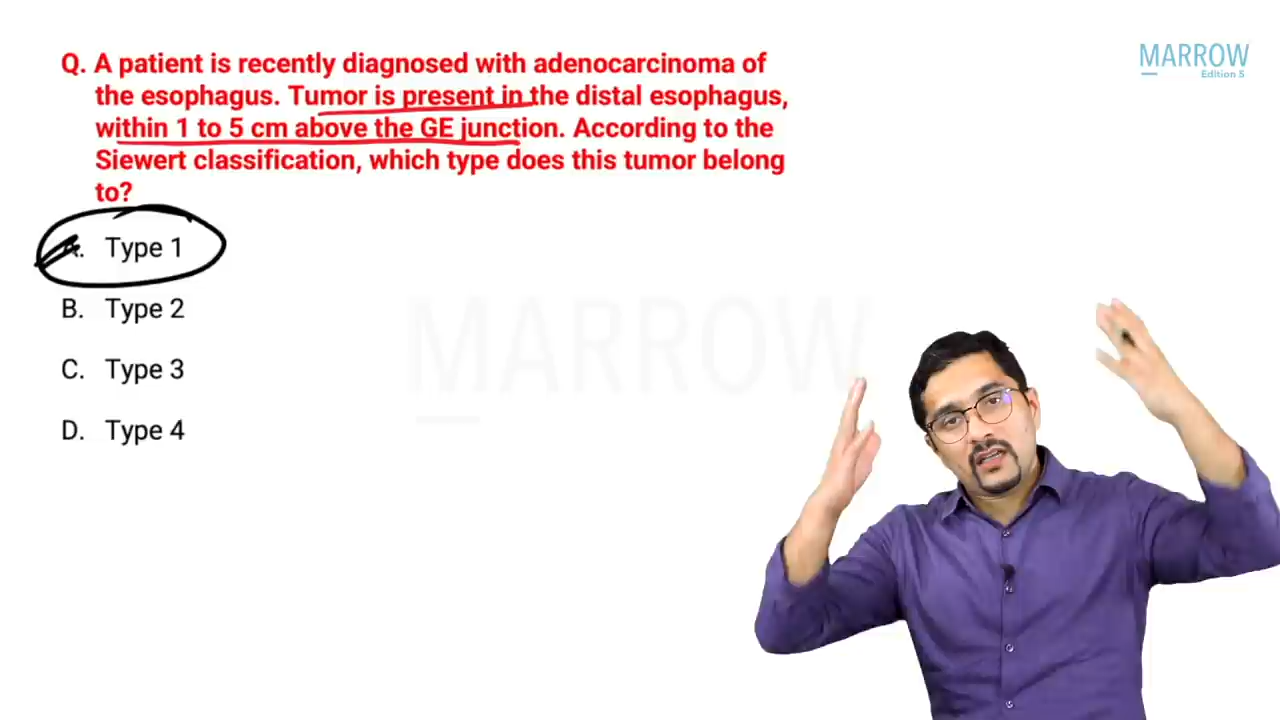 MARROW
Edition 5
Q. A patient is recently diagnosed with adenocarcinoma of
the esophagus. Tumor is present in the distal esophagus,
within 1 to 5 cm above the GE junction. According to the
Siewert classification, which type does this tumor belong
to?
A. Type 1
B. Type 2
C. Type 3
D. Type 4
MARROW